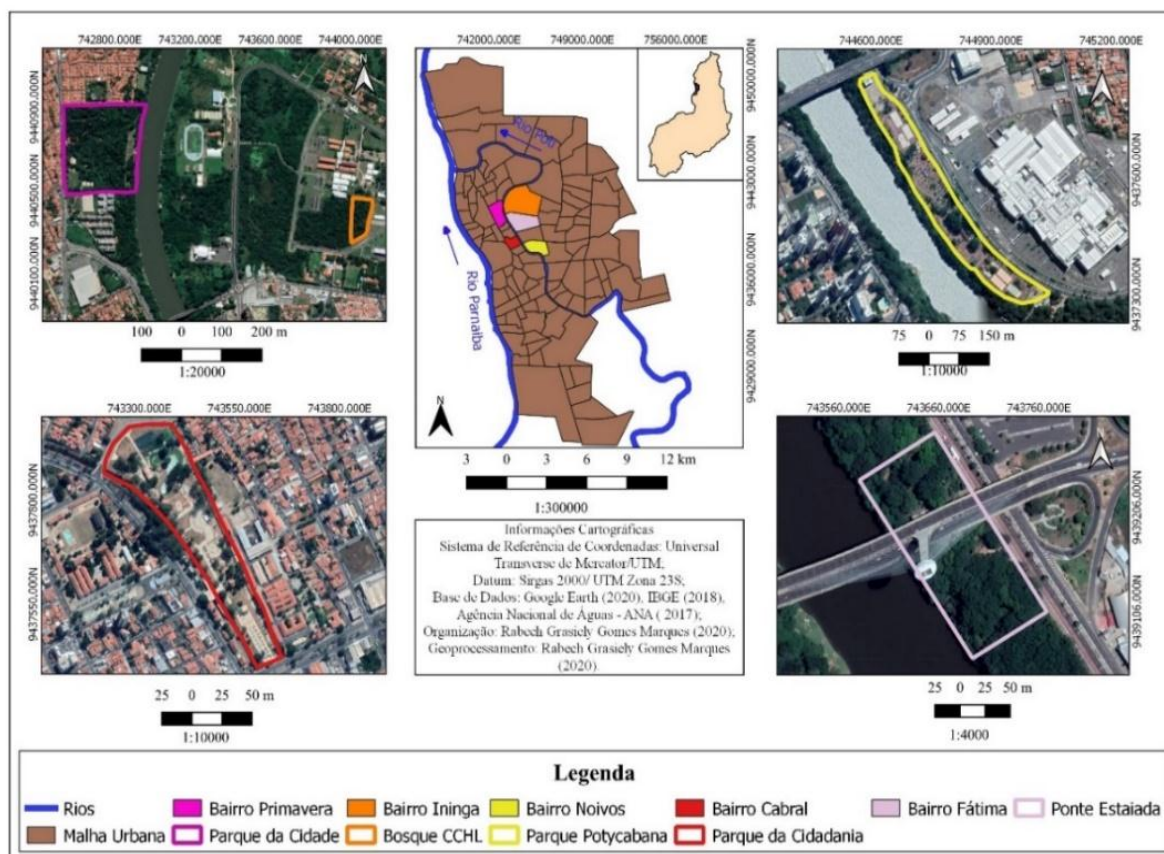 742800.000E 743200.000E 743600.000E 744000.000E
9440900.000N
9440500.000N
9440100.000N
100 0 100 200 m
1:20000
742000.000E 749000.000E 756000.000E
9450000.000N
9443000.000N
9436000.000N
9429000.000N
Rio Poti
Rio Parnaíba
N
3 0 3 6 9 12 km
1:300000
744600.000E 744900.000E 745200.000E
9437600.000N
9437300.000N
75 0 75 150 m
1:10000
743300.000E 743550.000E 743800.000E
9437800.000N
9437550.000N
25 0 25 50 m
1:10000
Informações Cartográficas
Sistema de Referência de Coordenadas: Universal
Transverse de Mercator/UTM;
Datum: Sirgas 2000/ UTM Zona 23S;
Base de Dados: Google Earth (2020), IBGE (2018),
Agência Nacional de Águas - ANA ( 2017);
Organização: Rabech Grasiely Gomes Marques (2020);
Geoprocessamento: Rabech Grasiely Gomes Marques
(2020).
743560.000E 743660.000E 743760.000E
9439206.000N
9439106.000N
25 0 25 50 m
1:4000
Legenda
Rios Bairro Primavera Bairro Ininga Bairro Noivos Bairro Cabral Bairro Fátima Ponte Estaiada
Malha Urbana Parque da Cidade Bosque CCHL Parque Potycabana Parque da Cidadania